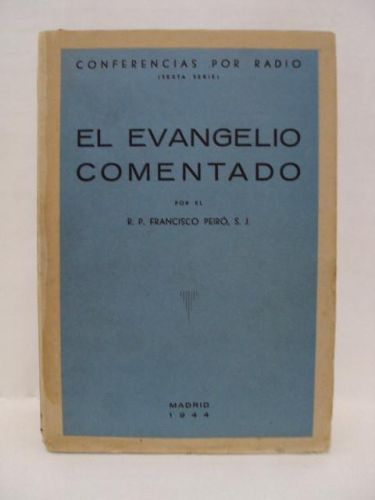 CONFERENCIAS POR RADIO
(SEXTA SERIE)
EL EVANGELIO
COMENTADO
POR EL
R. P. FRANCISCO PEIRÓ, S. J.
MADRID
1944